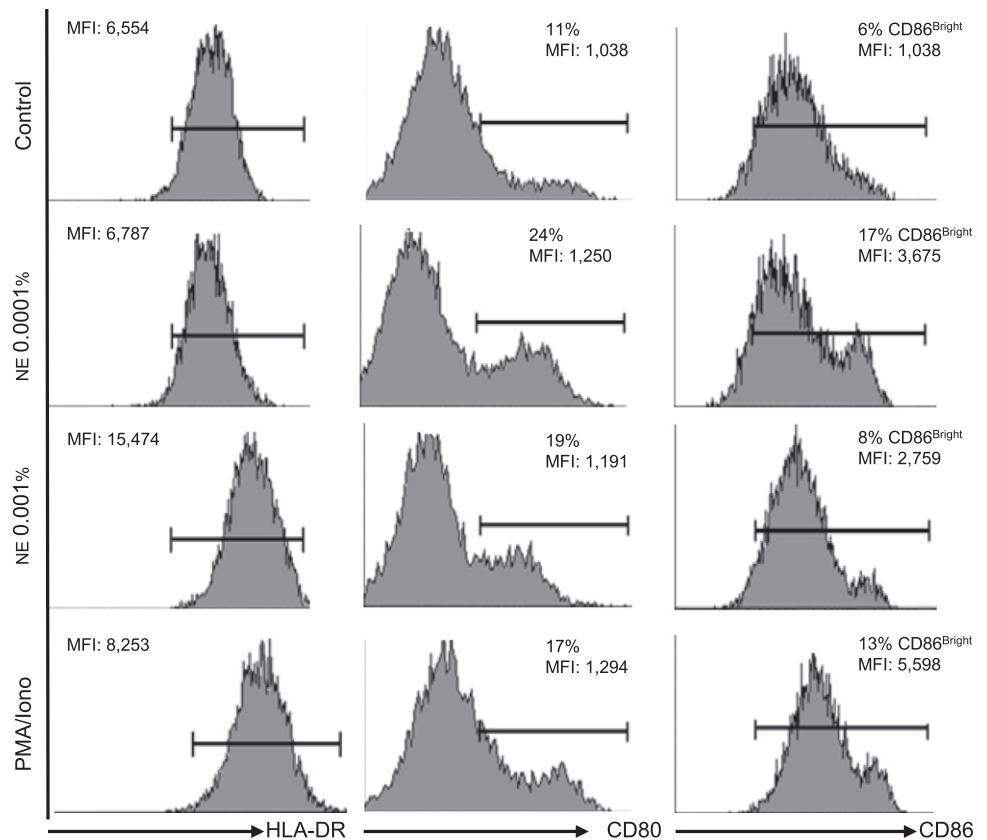 Control
MFI: 6,554
11%
MFI: 1,038
6% CD86Bright
MFI: 1,038
NE 0.0001%
MFI: 6,787
24%
MFI: 1,250
17% CD86Bright
MFI: 3,675
NE 0.001%
MFI: 15,474
19%
MFI: 1,191
8% CD86Bright
MFI: 2,759
PMA/Iono
MFI: 8,253
17%
MFI: 1,294
13% CD86Bright
MFI: 5,598
HLA-DR
CD80
CD86